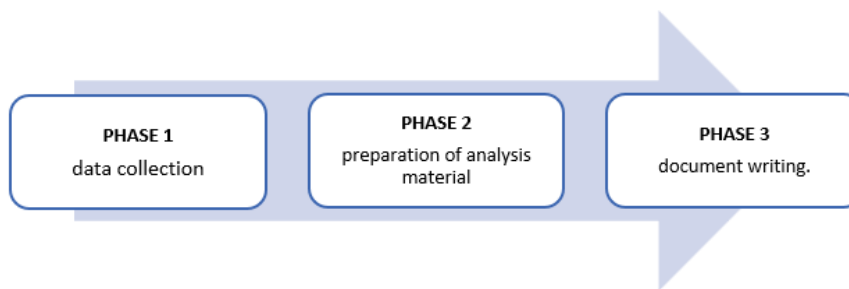 PHASE 1
data collection
PHASE 2
preparation of analysis
material
PHASE 3
document writing.